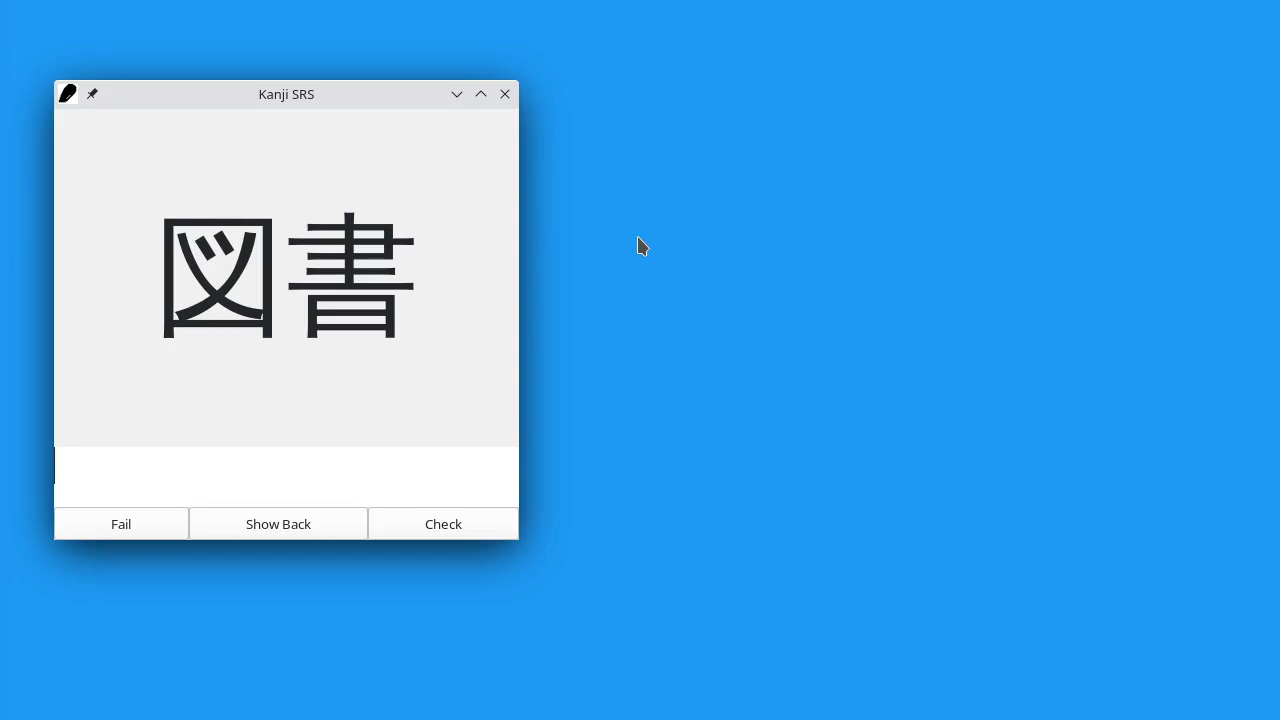 Kanji SRS
図書
Fail
Show Back
Check